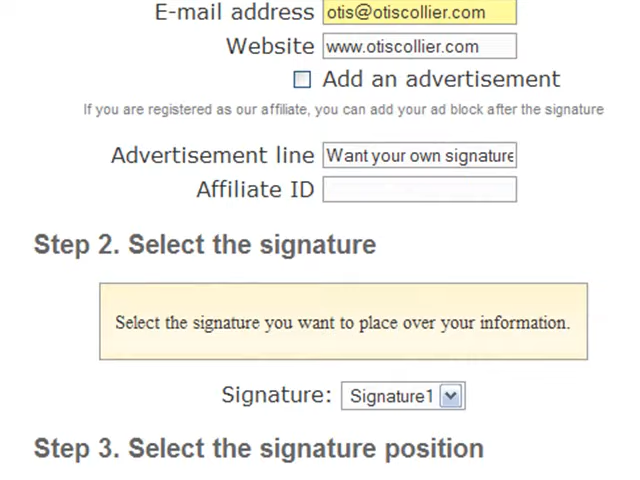 E-mail address otis@otiscollier.com
Website www.otiscollier.com
Add an advertisement
If you are registered as our affiliate, you can add your ad block after the signature
Advertisement line Want your own signature
Affiliate ID
Step 2. Select the signature
Select the signature you want to place over your information.
Signature: Signature1
Step 3. Select the signature position